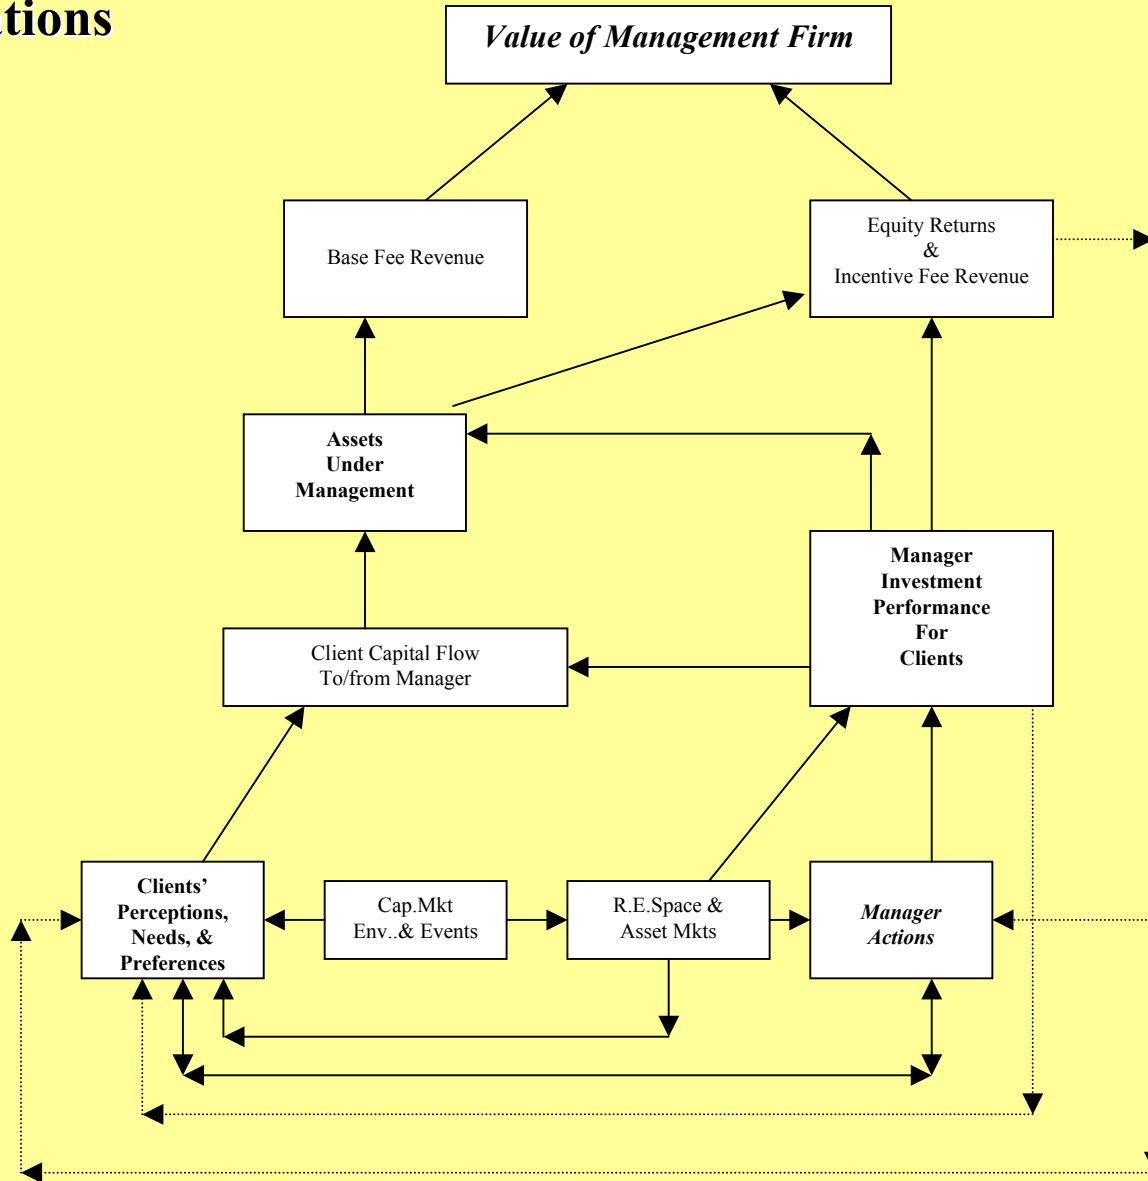 ations
Value of Management Firm
Base Fee Revenue
Equity Returns
&
Incentive Fee Revenue
Assets
Under
Management
Manager
Investment
Performance
For
Clients
Client Capital Flow
To/from Manager
Clients’
Perceptions,
Needs, &
Preferences
Cap.Mkt
Env..& Events
R.E.Space &
Asset Mkts
Manager
Actions